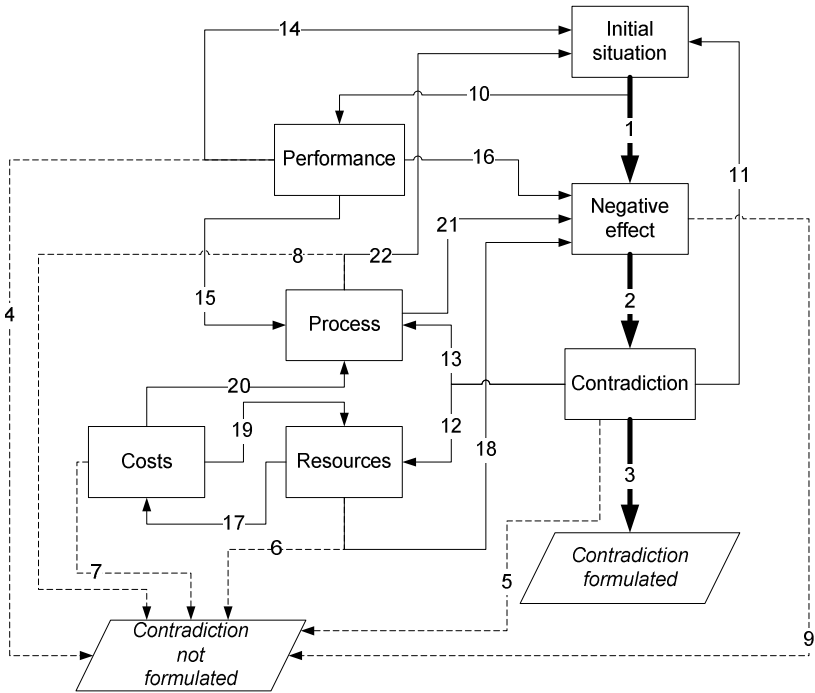 14
Initial
situation
10
1
Performance
16
11
Negative
effect
21
8
22
4
15
2
Process
13
Contradiction
20
19
12
Costs
Resources
18
3
17
6
Contradiction
formulated
7
5
Contradiction
not
formulated
9